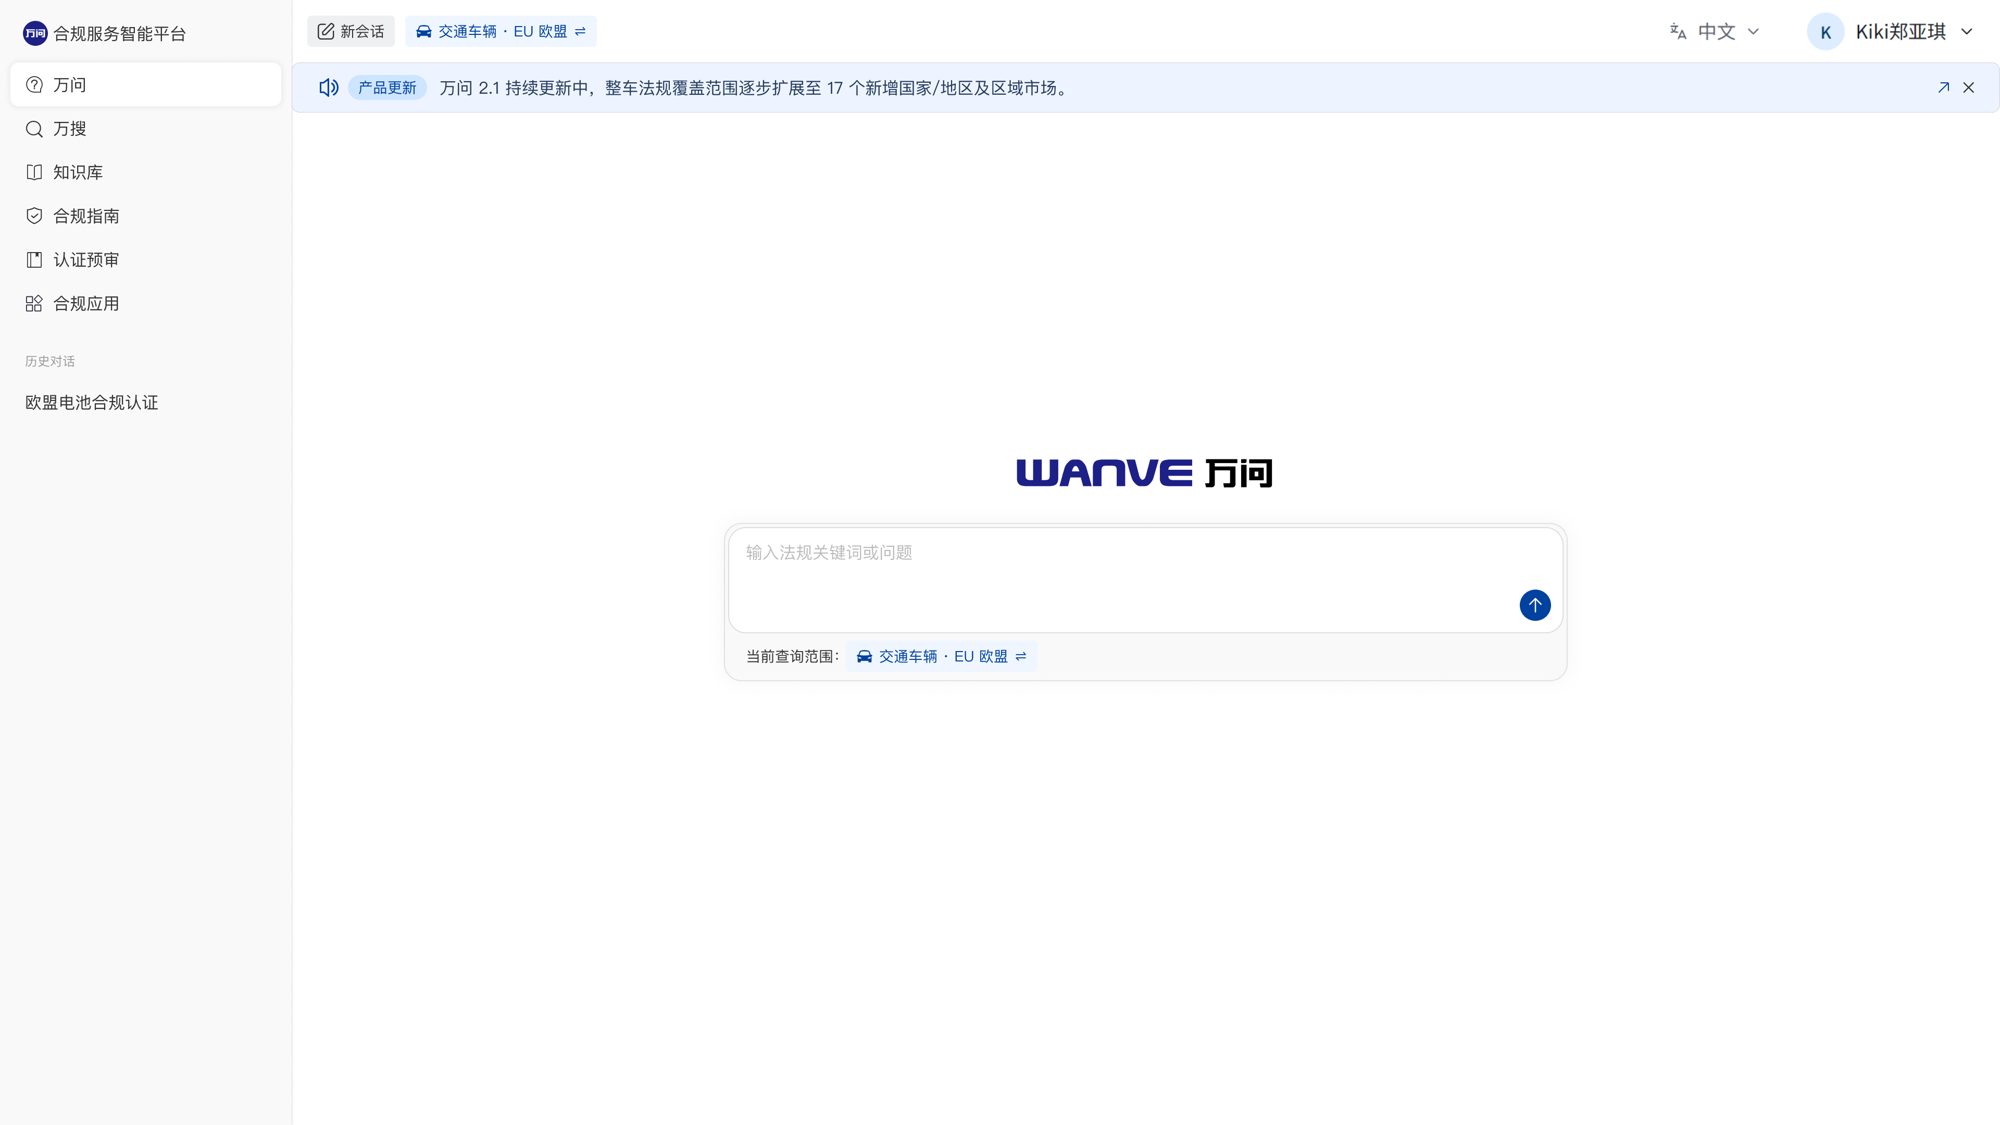 万问 合规服务智能平台
万问
万搜
知识库
合规指南
认证预审
合规应用
历史对话
欧盟电池合规认证
新会话
交通车辆 · EU 欧盟
中文
K
Kiki郑亚琪
产品更新
万问 2.1 持续更新中，整车法规覆盖范围逐步扩展至 17 个新增国家/地区及区域市场。
WANVE 万问
输入法规关键词或问题
当前查询范围：
交通车辆 · EU 欧盟